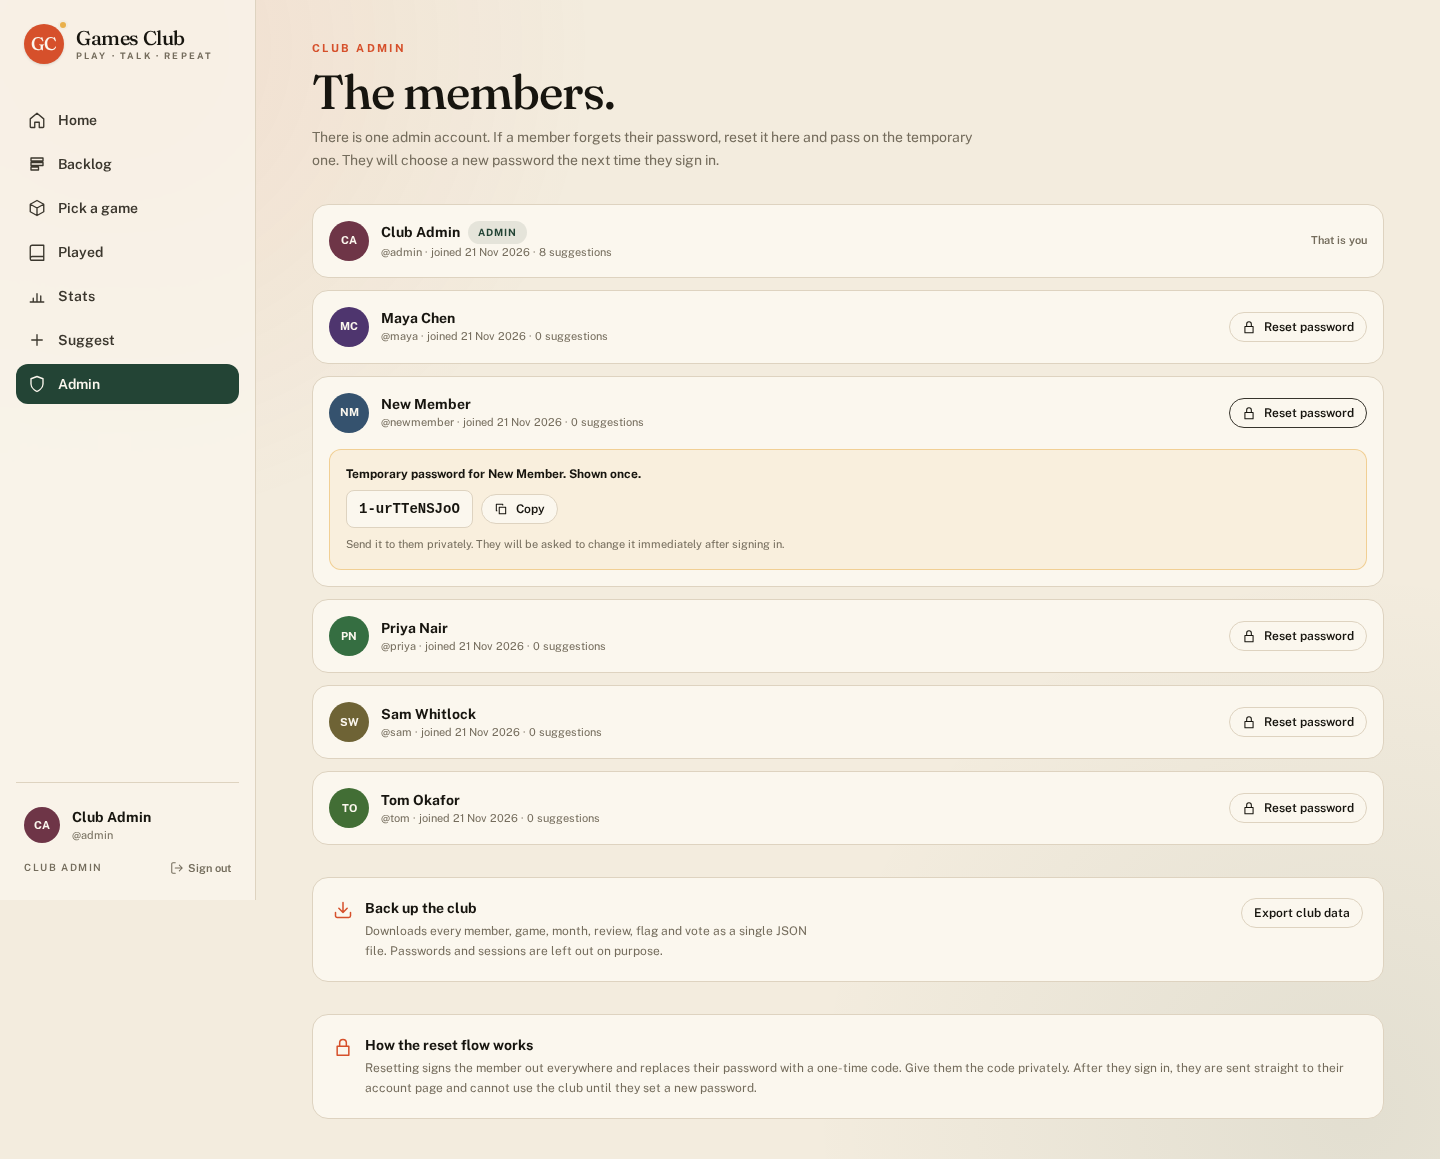 GC
Games Club
PLAY · TALK · REPEAT
Home
Backlog
Pick a game
Played
Stats
Suggest
Admin
CA
Club Admin
@admin
CLUB ADMIN
Sign out
CLUB ADMIN
The members.
There is one admin account. If a member forgets their password, reset it here and pass on the temporary
one. They will choose a new password the next time they sign in.
CA
Club Admin ADMIN
@admin · joined 21 Nov 2026 · 8 suggestions
That is you
MC
Maya Chen
@maya · joined 21 Nov 2026 · 0 suggestions
Reset password
NM
New Member
@newmember · joined 21 Nov 2026 · 0 suggestions
Reset password
Temporary password for New Member. Shown once.
1-urTTeNSJoO
Copy
Send it to them privately. They will be asked to change it immediately after signing in.
PN
Priya Nair
@priya · joined 21 Nov 2026 · 0 suggestions
Reset password
SW
Sam Whitlock
@sam · joined 21 Nov 2026 · 0 suggestions
Reset password
TO
Tom Okafor
@tom · joined 21 Nov 2026 · 0 suggestions
Reset password
Back up the club
Downloads every member, game, month, review, flag and vote as a single JSON
file. Passwords and sessions are left out on purpose.
Export club data
How the reset flow works
Resetting signs the member out everywhere and replaces their password with a one-time code. Give them the code privately. After they sign in, they are sent straight to their
account page and cannot use the club until they set a new password.